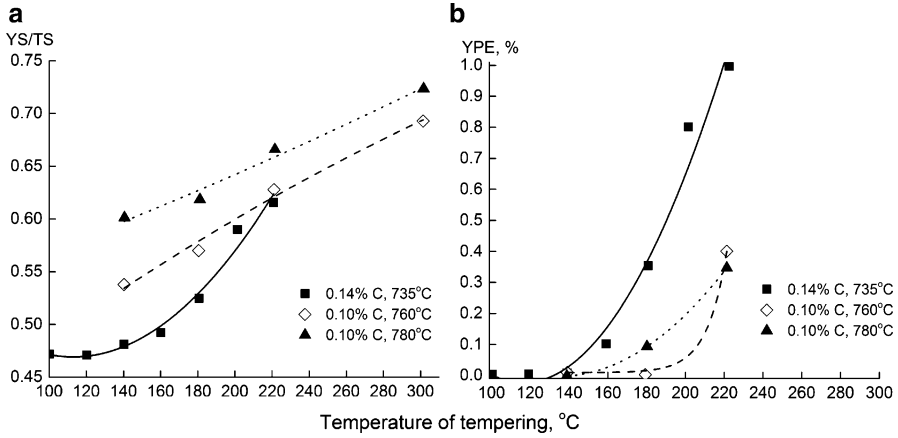 a
YS/TS
0.75
0.70
0.65
0.60
0.55
0.50
0.45
100 120 140 160 180 200 220 240 260 280 300
0.14% C, 735°C
0.10% C, 760°C
0.10% C, 780°C
b
YPE, %
1.0
0.9
0.8
0.7
0.6
0.5
0.4
0.3
0.2
0.1
0.0
100 120 140 160 180 200 220 240 260 280 300
0.14% C, 735°C
0.10% C, 760°C
0.10% C, 780°C
Temperature of tempering, °C